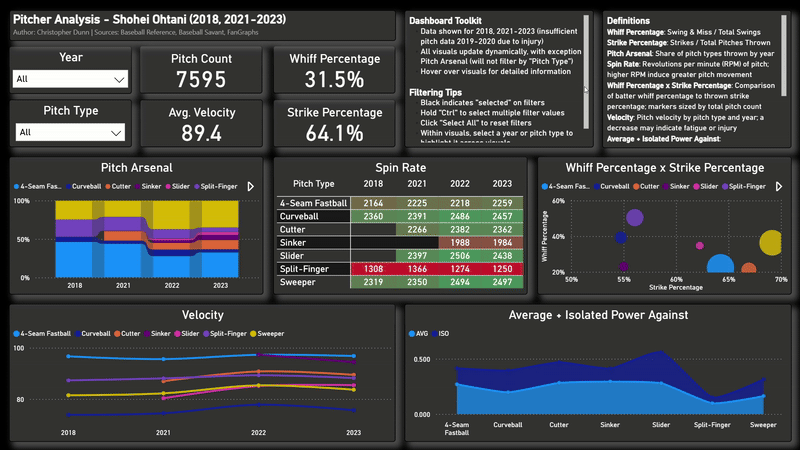 Pitcher Analysis - Shohei Ohtani (2018, 2021-2023)
Author: Christopher Dunn | Sources: Baseball Reference, Baseball Savant, FanGraphs
Year
All
Pitch Type
All
Pitch Count
7595
Whiff Percentage
31.5%
Avg. Velocity
89.4
Strike Percentage
64.1%
Dashboard Toolkit
Data shown for 2018, 2021-2023 (insufficient
pitch data 2019-2020 due to injury)
All visuals update dynamically, with exception
Pitch Arsenal (will not filter by "Pitch Type")
Hover over visuals for detailed information
Filtering Tips
Black indicates "selected" on filters
Hold "Ctrl" to select multiple filter values
Click "Select All" to reset filters
Within visuals, select a year or pitch type to
highlight it across visuals
Definitions
Whiff Percentage: Swing & Miss / Total Swings
Strike Percentage: Strikes / Total Pitches Thrown
Pitch Arsenal: Share of pitch types thrown by year
Spin Rate: Revolutions per minute (RPM) of pitch;
higher RPM induce greater pitch movement
Whiff Percentage x Strike Percentage: Comparison
of batter whiff percentage to thrown strike
percentage; markers sized by total pitch count
Velocity: Pitch velocity by pitch type and year; a
decrease may indicate fatigue or injury
Average + Isolated Power Against:
Pitch Arsenal
4-Seam Fas... Curveball Cutter Sinker Slider Split-Finger
100%
50%
0%
2018 2021 2022 2023
Spin Rate
Pitch Type 2018 2021 2022 2023
4-Seam Fastball 2164 2225 2218 2259
Curveball 2360 2391 2486 2457
Cutter 2266 2382 2362
Sinker 1988 1984
Slider 2397 2506 2438
Split-Finger 1308 1366 1274 1250
Sweeper 2319 2350 2494 2497
Whiff Percentage x Strike Percentage
4-Seam Fas... Curveball Cutter Sinker Slider Split-Finger
Whiff Percentage
60%
40%
20%
50% 55% 60% 65% 70%
Strike Percentage
Velocity
4-Seam Fastball Curveball Cutter Sinker Slider Split-Finger Sweeper
100
80
2018 2021 2022 2023
Average + Isolated Power Against
AVG ISO
0.500
0.000
4-Seam Fastball Curveball Cutter Sinker Slider Split-Finger Sweeper